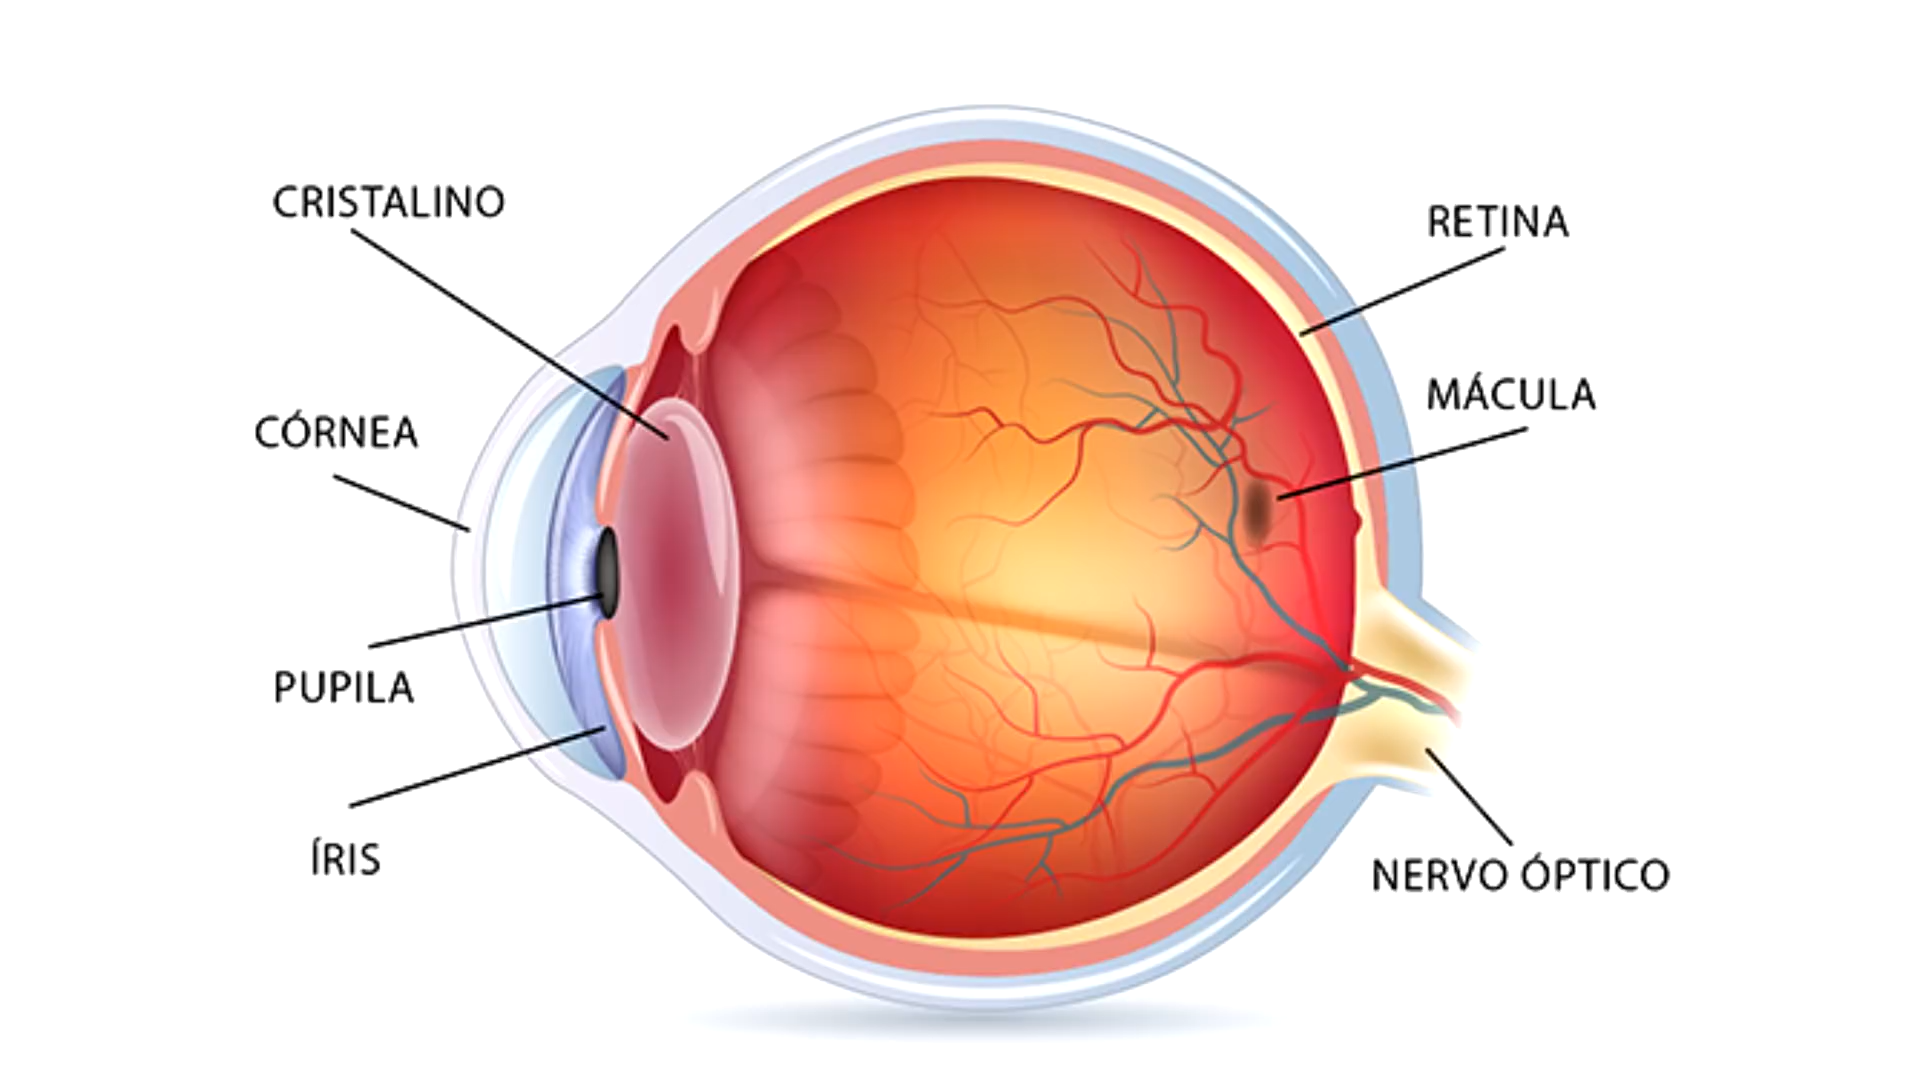 CRISTALINO
CÓRNEA
PUPILA
ÍRIS
RETINA
MÁCULA
NERVO ÓPTICO